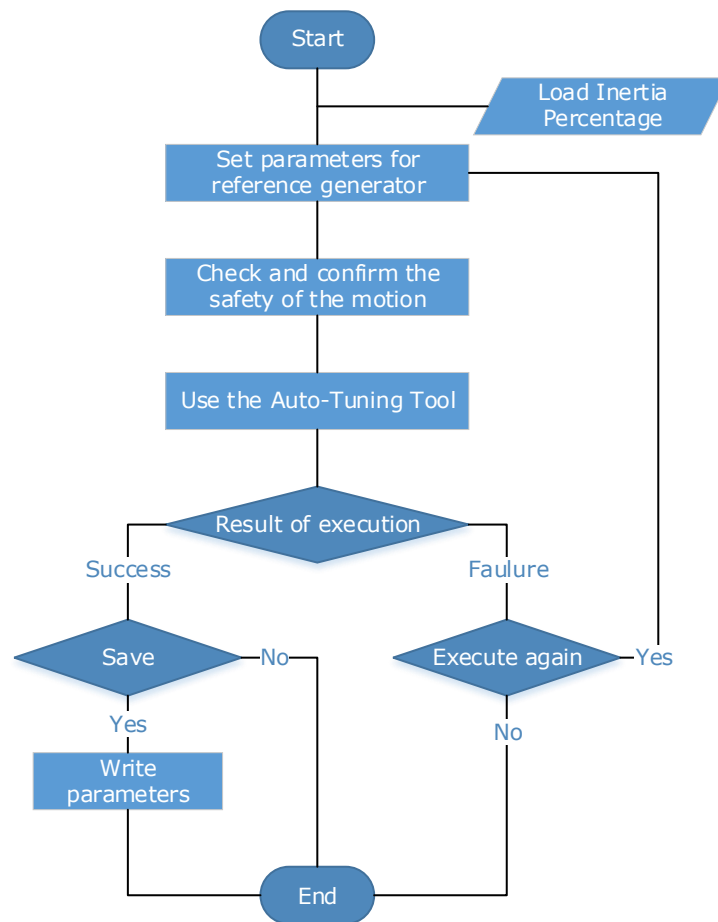 Start
Load Inertia
Percentage
Set parameters for
reference generator
Check and confirm the
safety of the motion
Use the Auto-Tuning Tool
Result of execution
Success
Faulure
Save
No
Execute again
Yes
Yes
No
Write
parameters
End